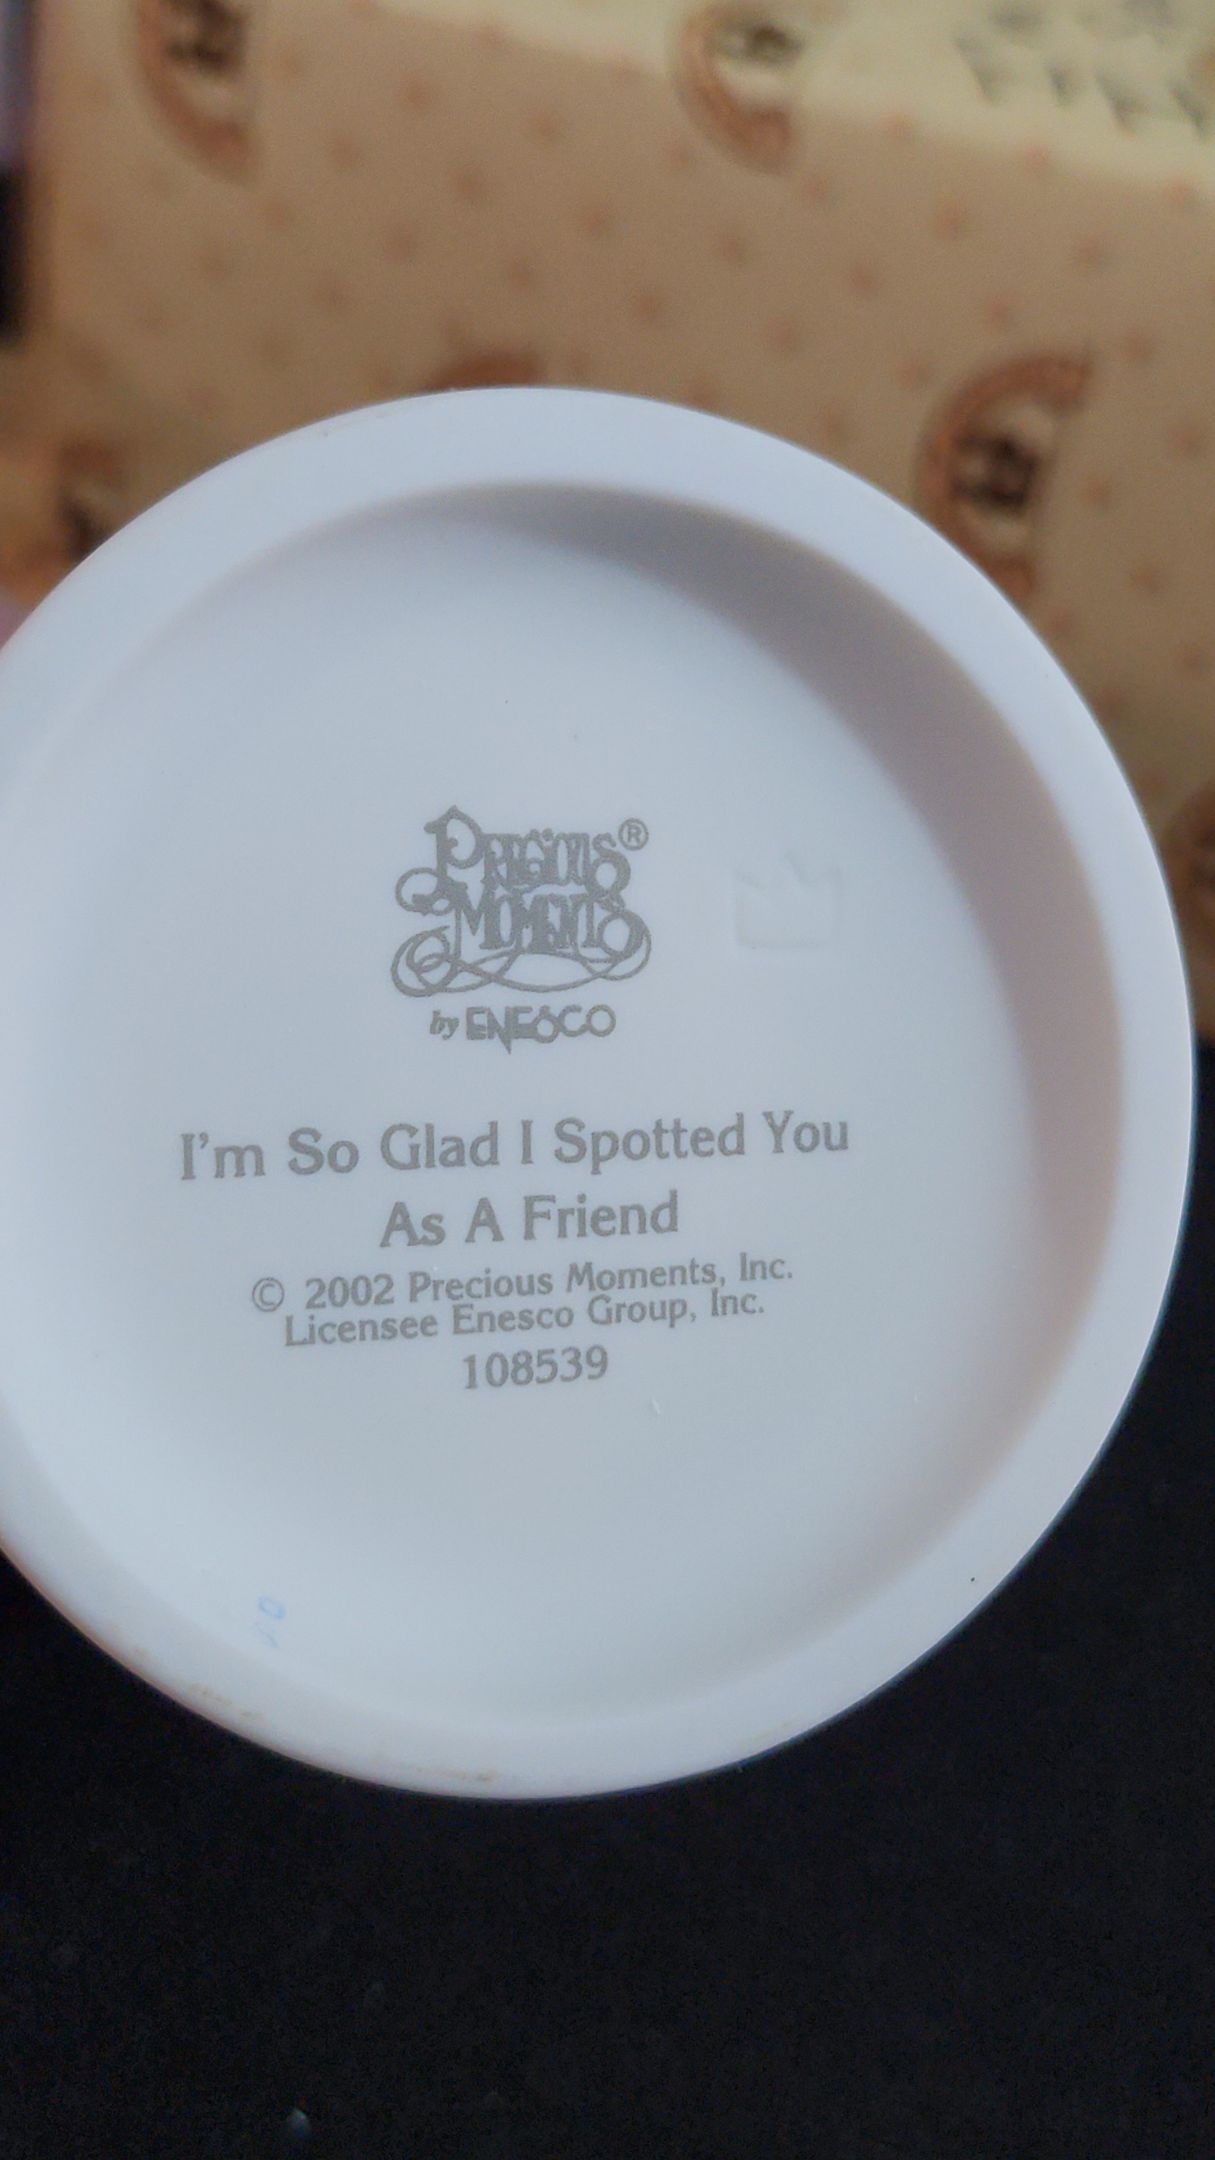 PRECIOUS®
MOMENTS
by ENESCO
I'm So Glad I Spotted You
As A Friend
© 2002 Precious Moments, Inc.
Licensee Enesco Group, Inc.
108539